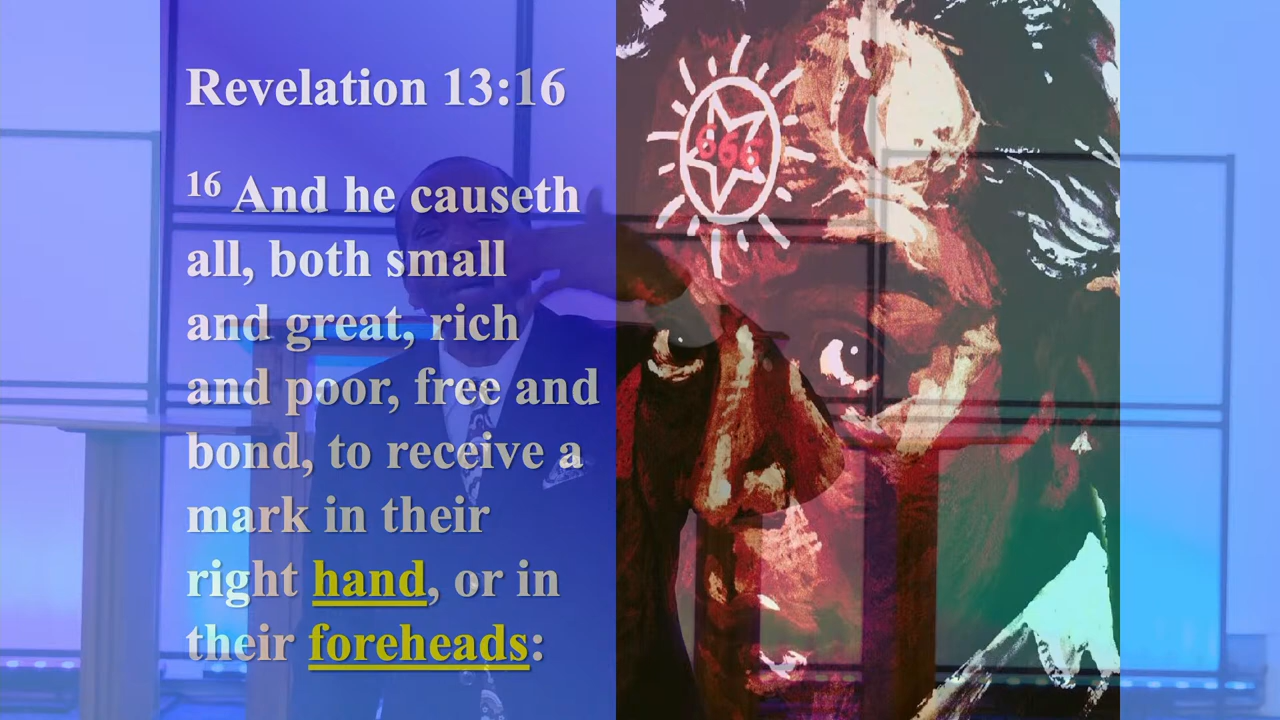 Revelation 13:16
16 And he causeth
all, both small
and great, rich
and poor, free and
bond, to receive a
mark in their
right hand, or in
their foreheads:
666